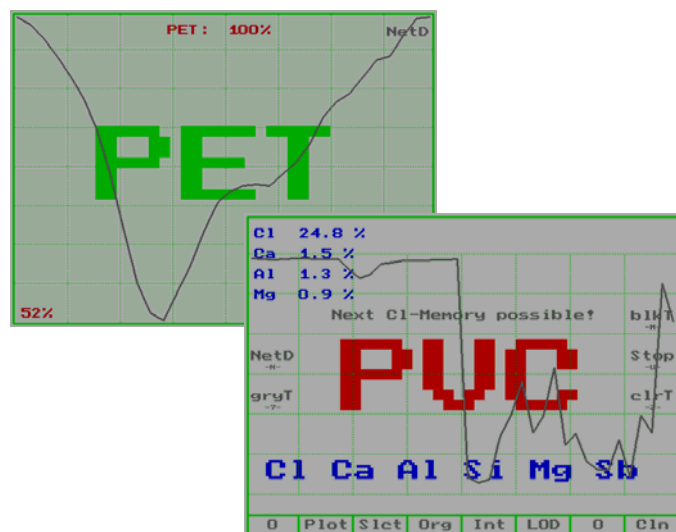 PET: 100%
NetD
PET
52%
Cl 24.8 %
Ca 1.5 %
Al 1.3 %
Mg 0.9 %
Next Cl-Memory possible!
blkT
-M-
NetD
-M-
PVC
Stop
-U-
gryT
-7-
clrT
-2-
Cl Ca Al Si Mg Sb
O Plot Slct Org Int LOD O Cln